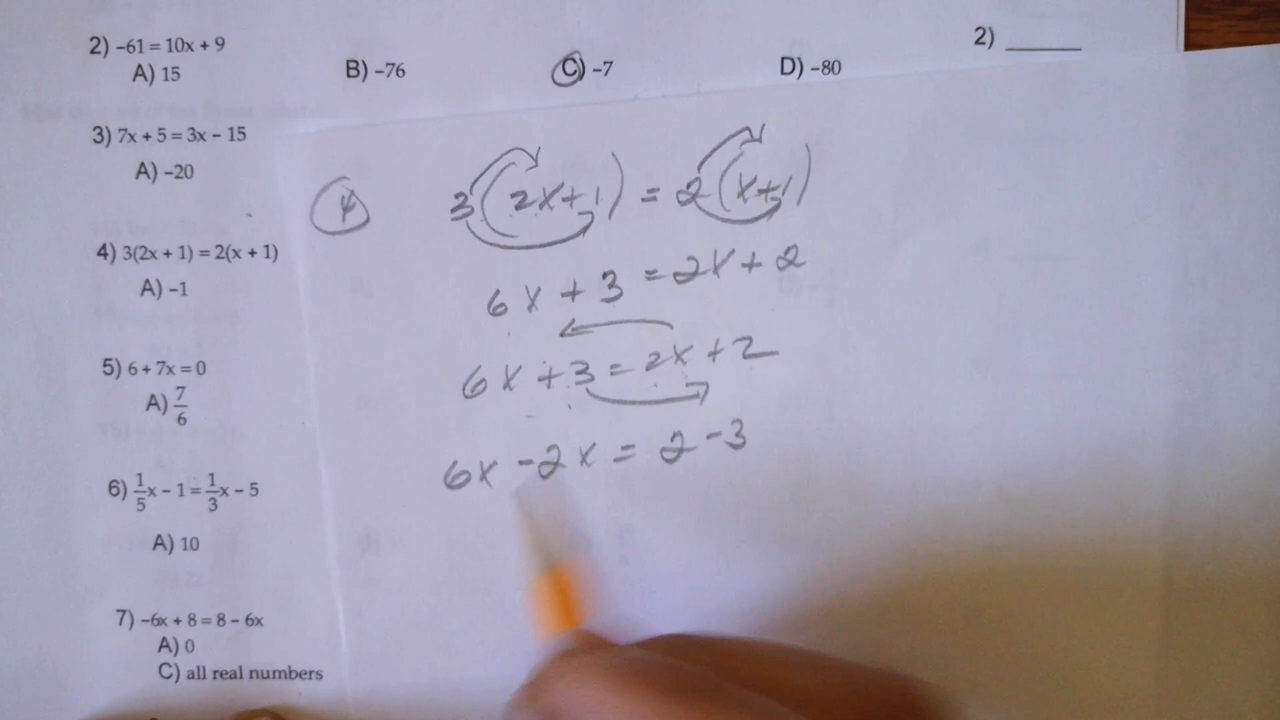 2) −61 = 10x + 9
A) 15 B) −76 C) −7 D) −80
2) ______
3) 7x + 5 = 3x − 15
A) −20
4) 3(2x + 1) = 2(x + 1)
A) −1
5) 6 + 7x = 0
A) 7/6
6) 1/5x − 1 = 1/3x − 5
A) 10
7) −6x + 8 = 8 − 6x
A) 0
C) all real numbers
4 3(2x+1) = 2(x+1)
6x + 3 = 2x + 2
6x + 3 = 2x + 2
6x − 2x = 2 − 3